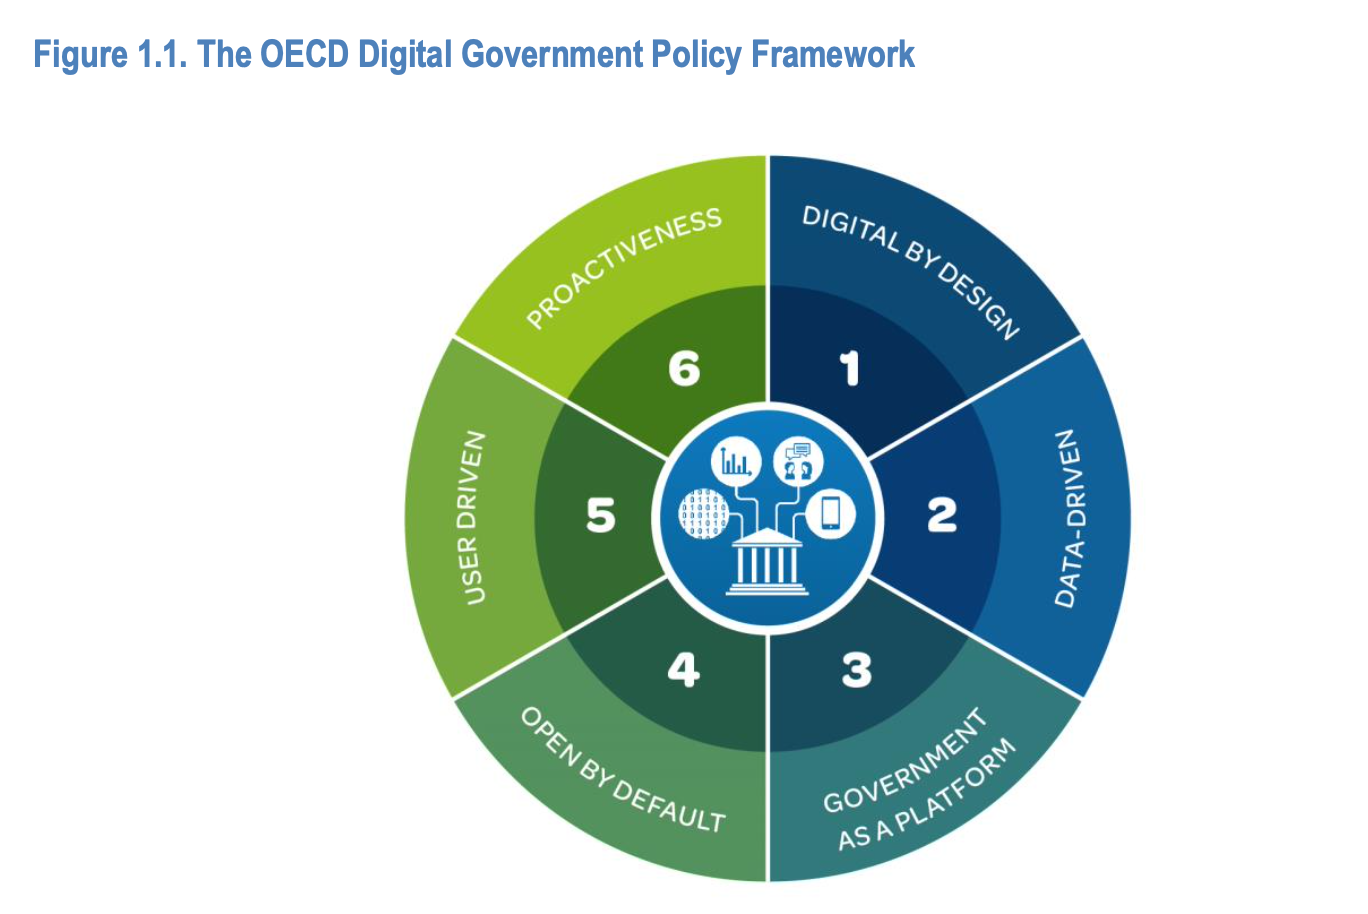 Figure 1.1. The OECD Digital Government Policy Framework
DIGITAL BY DESIGN
1
DATA-DRIVEN
2
GOVERNMENT
AS A PLATFORM
3
OPEN BY DEFAULT
4
USER DRIVEN
5
PROACTIVENESS
6